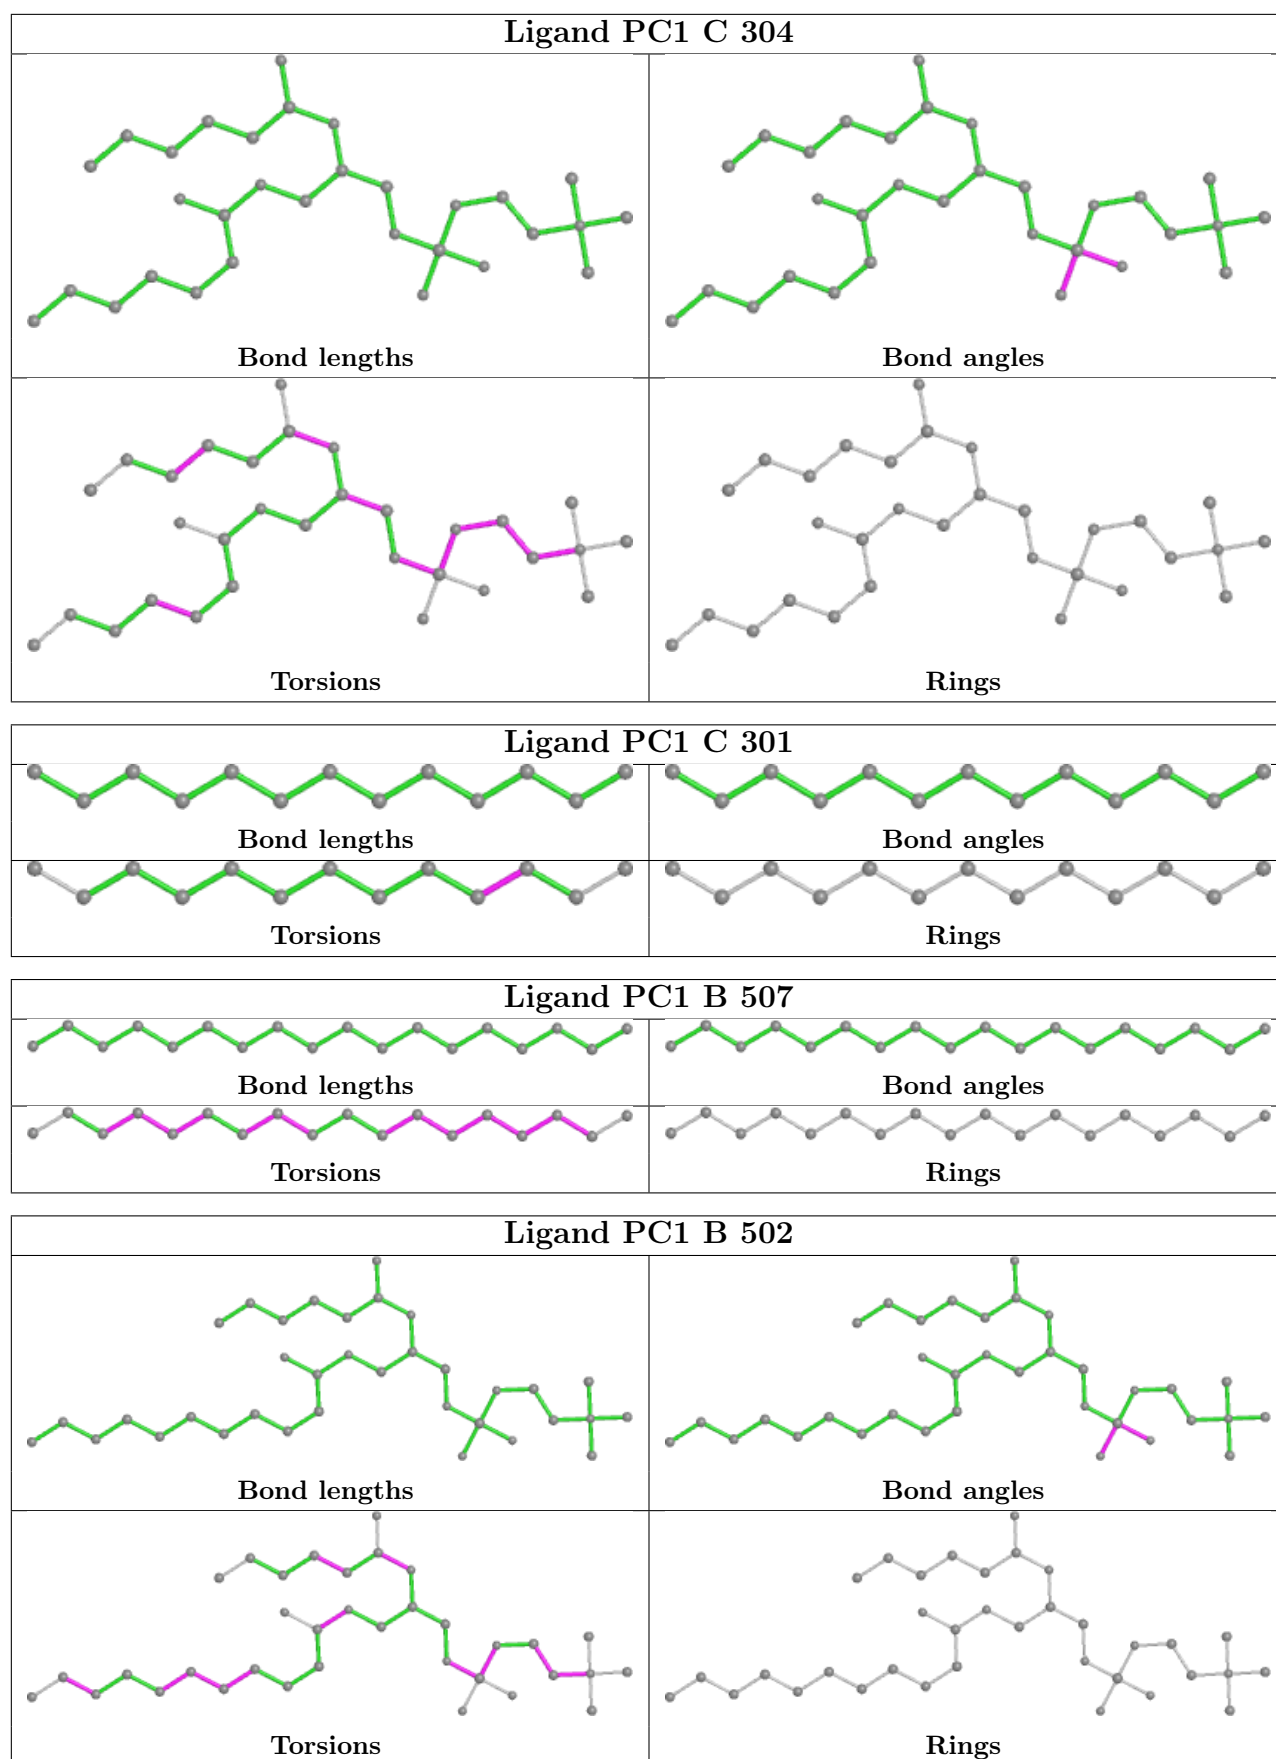 Ligand PC1 C 304
Bond lengths
Bond angles
Torsions
Rings
Ligand PC1 C 301
Bond lengths
Bond angles
Torsions
Rings
Ligand PC1 B 507
Bond lengths
Bond angles
Torsions
Rings
Ligand PC1 B 502
Bond lengths
Bond angles
Torsions
Rings